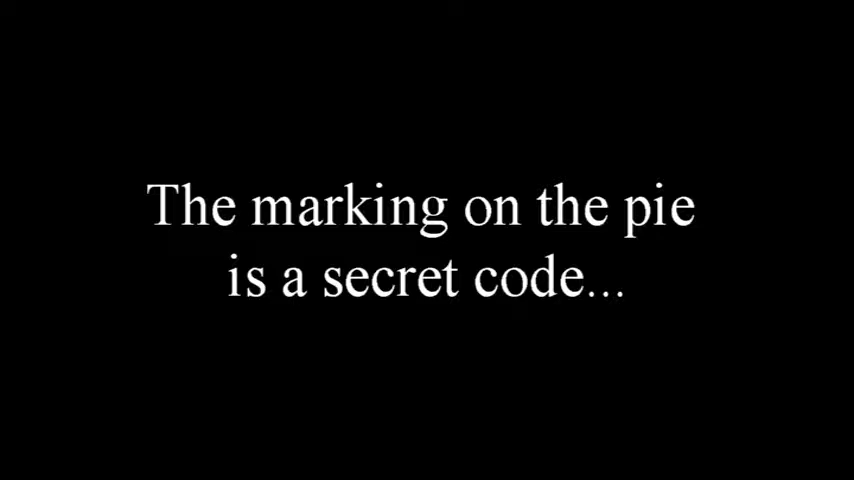 The marking on the pie
is a secret code...